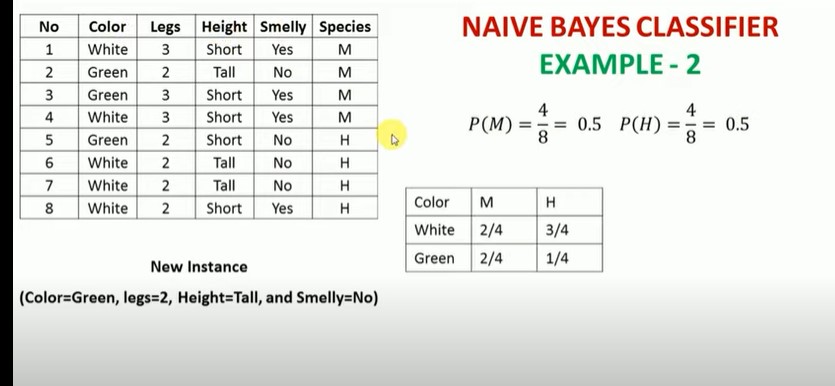 No Color Legs Height Smelly Species
1 White 3 Short Yes M
2 Green 2 Tall No M
3 Green 3 Short Yes M
4 White 3 Short Yes M
5 Green 2 Short No H
6 White 2 Tall No H
7 White 2 Tall No H
8 White 2 Short Yes H
New Instance
(Color=Green, legs=2, Height=Tall, and Smelly=No)
NAIVE BAYES CLASSIFIER
EXAMPLE - 2
P(M) = 4/8 = 0.5 P(H) = 4/8 = 0.5
Color M H
White 2/4 3/4
Green 2/4 1/4